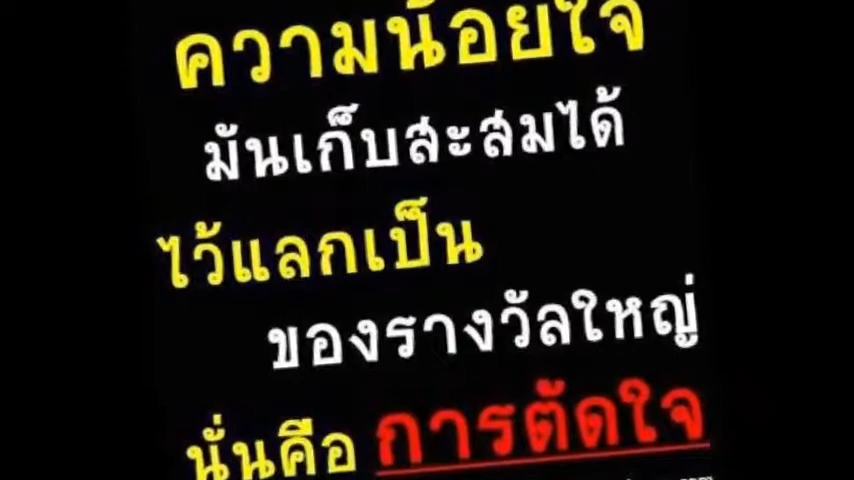 ความน้อยใจ
มันเก็บสะสมได้
ไว้แลกเป็น
ของรางวัลใหญ่
นั่นคือ การตัดใจ